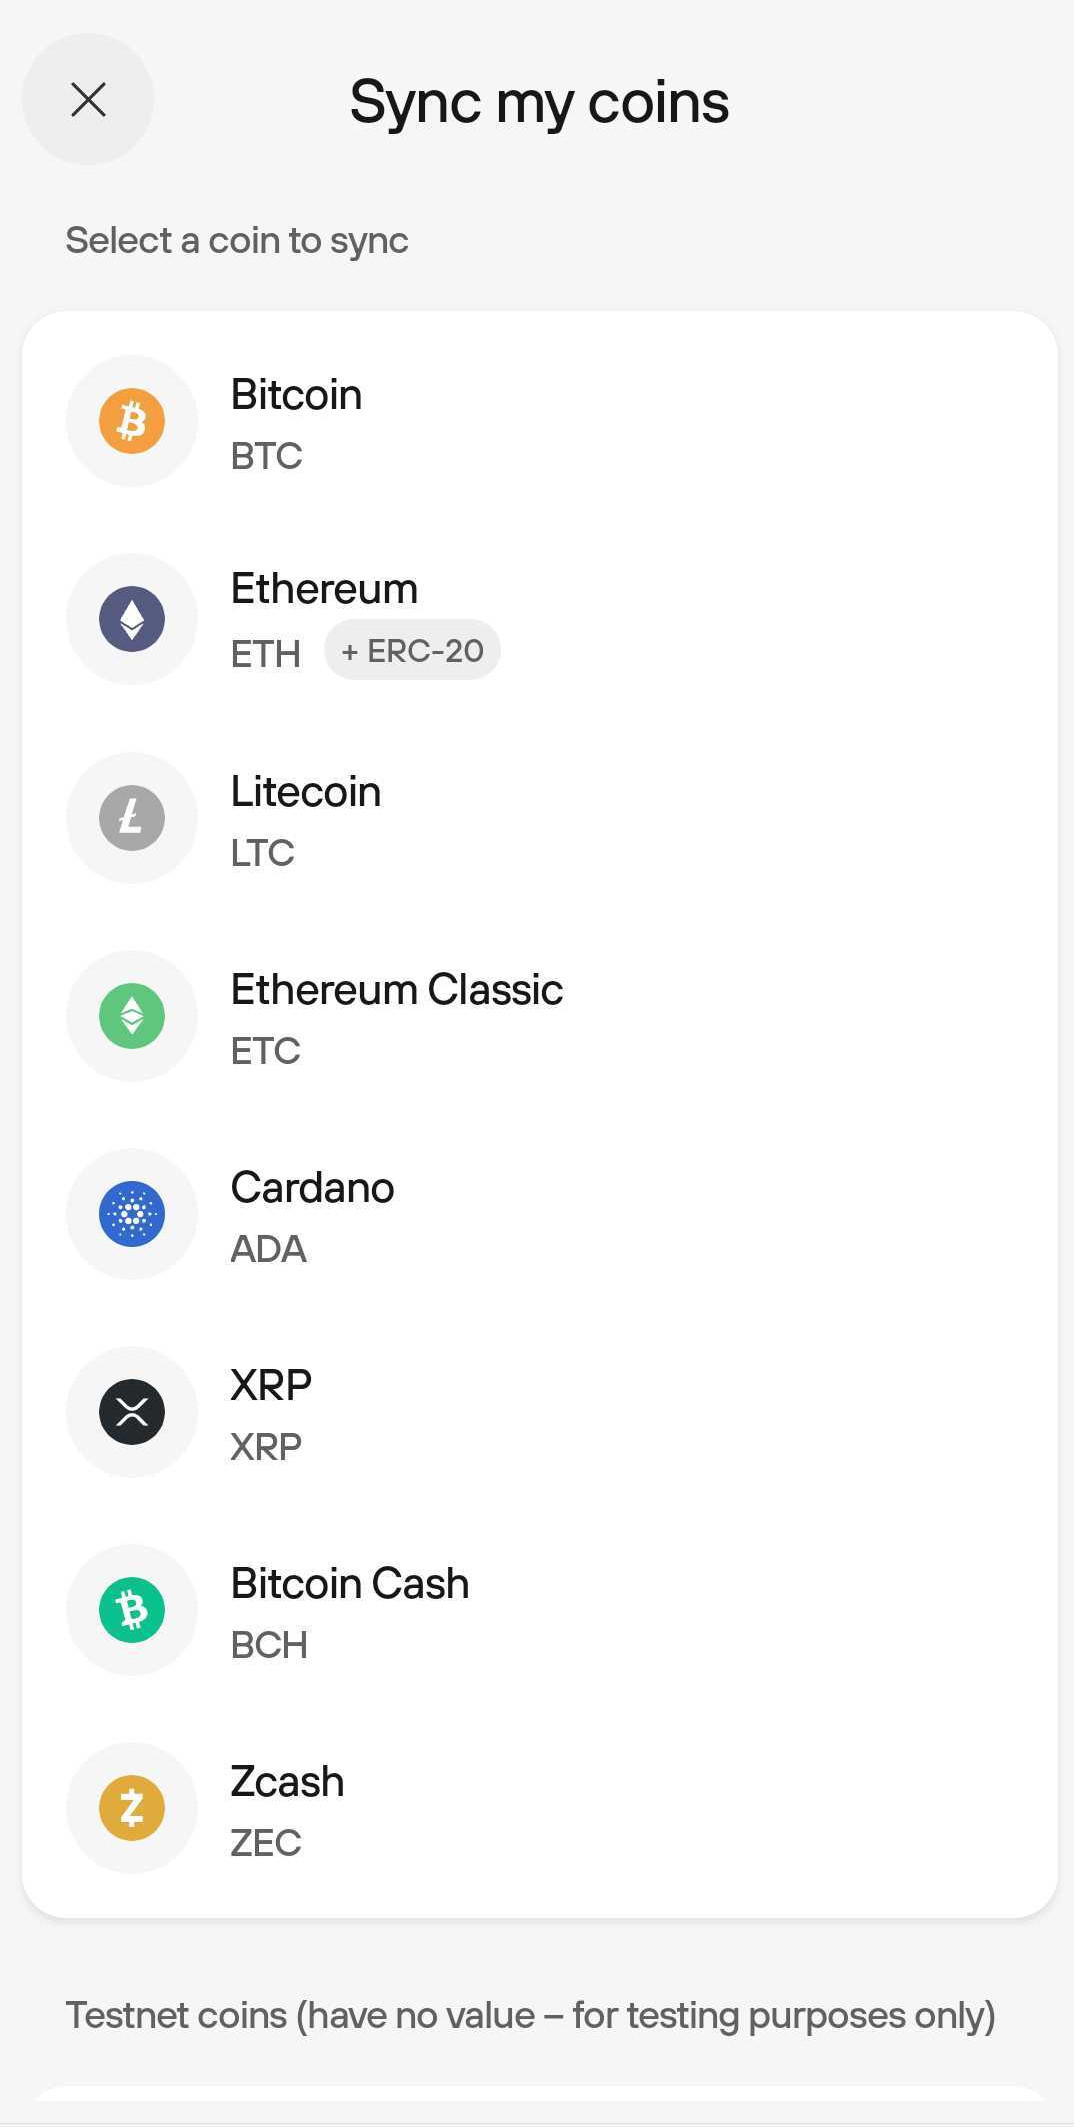 Sync my coins
Select a coin to sync
Bitcoin
BTC
Ethereum
ETH + ERC-20
Litecoin
LTC
Ethereum Classic
ETC
Cardano
ADA
XRP
XRP
Bitcoin Cash
BCH
Zcash
ZEC
Testnet coins (have no value – for testing purposes only)